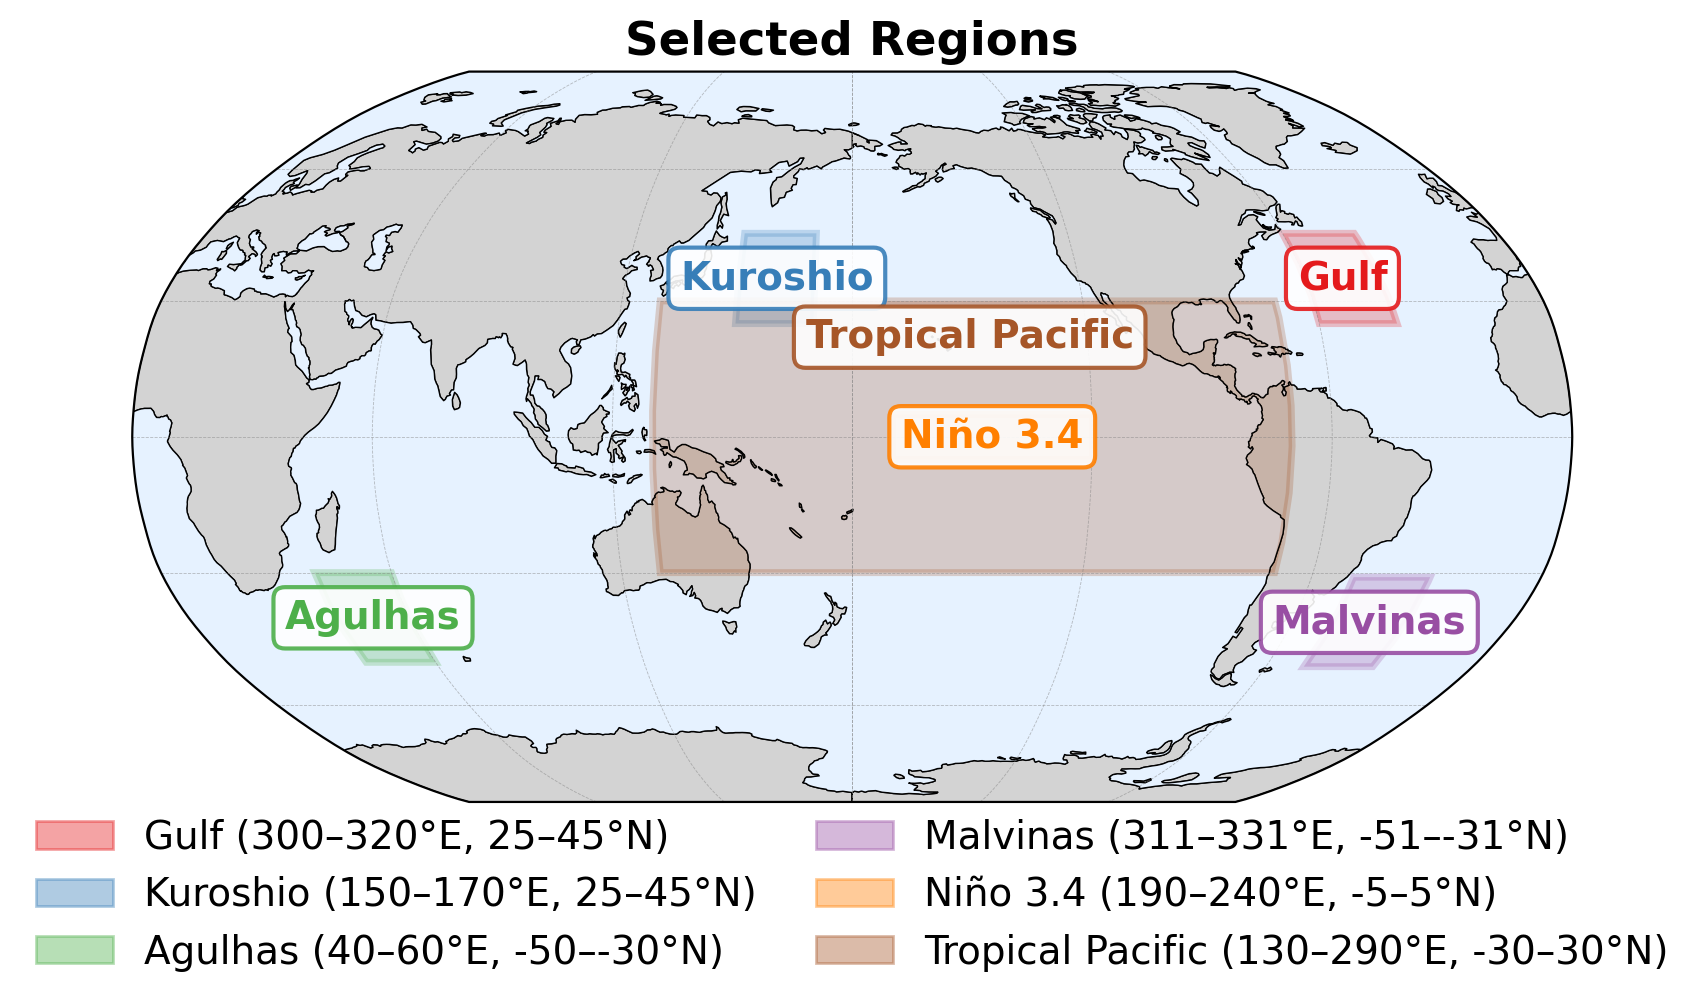 Selected Regions
Kuroshio
Gulf
Tropical Pacific
Niño 3.4
Agulhas
Malvinas
Gulf (300–320°E, 25–45°N)
Kuroshio (150–170°E, 25–45°N)
Agulhas (40–60°E, -50–-30°N)
Malvinas (311–331°E, -51–-31°N)
Niño 3.4 (190–240°E, -5–5°N)
Tropical Pacific (130–290°E, -30–30°N)